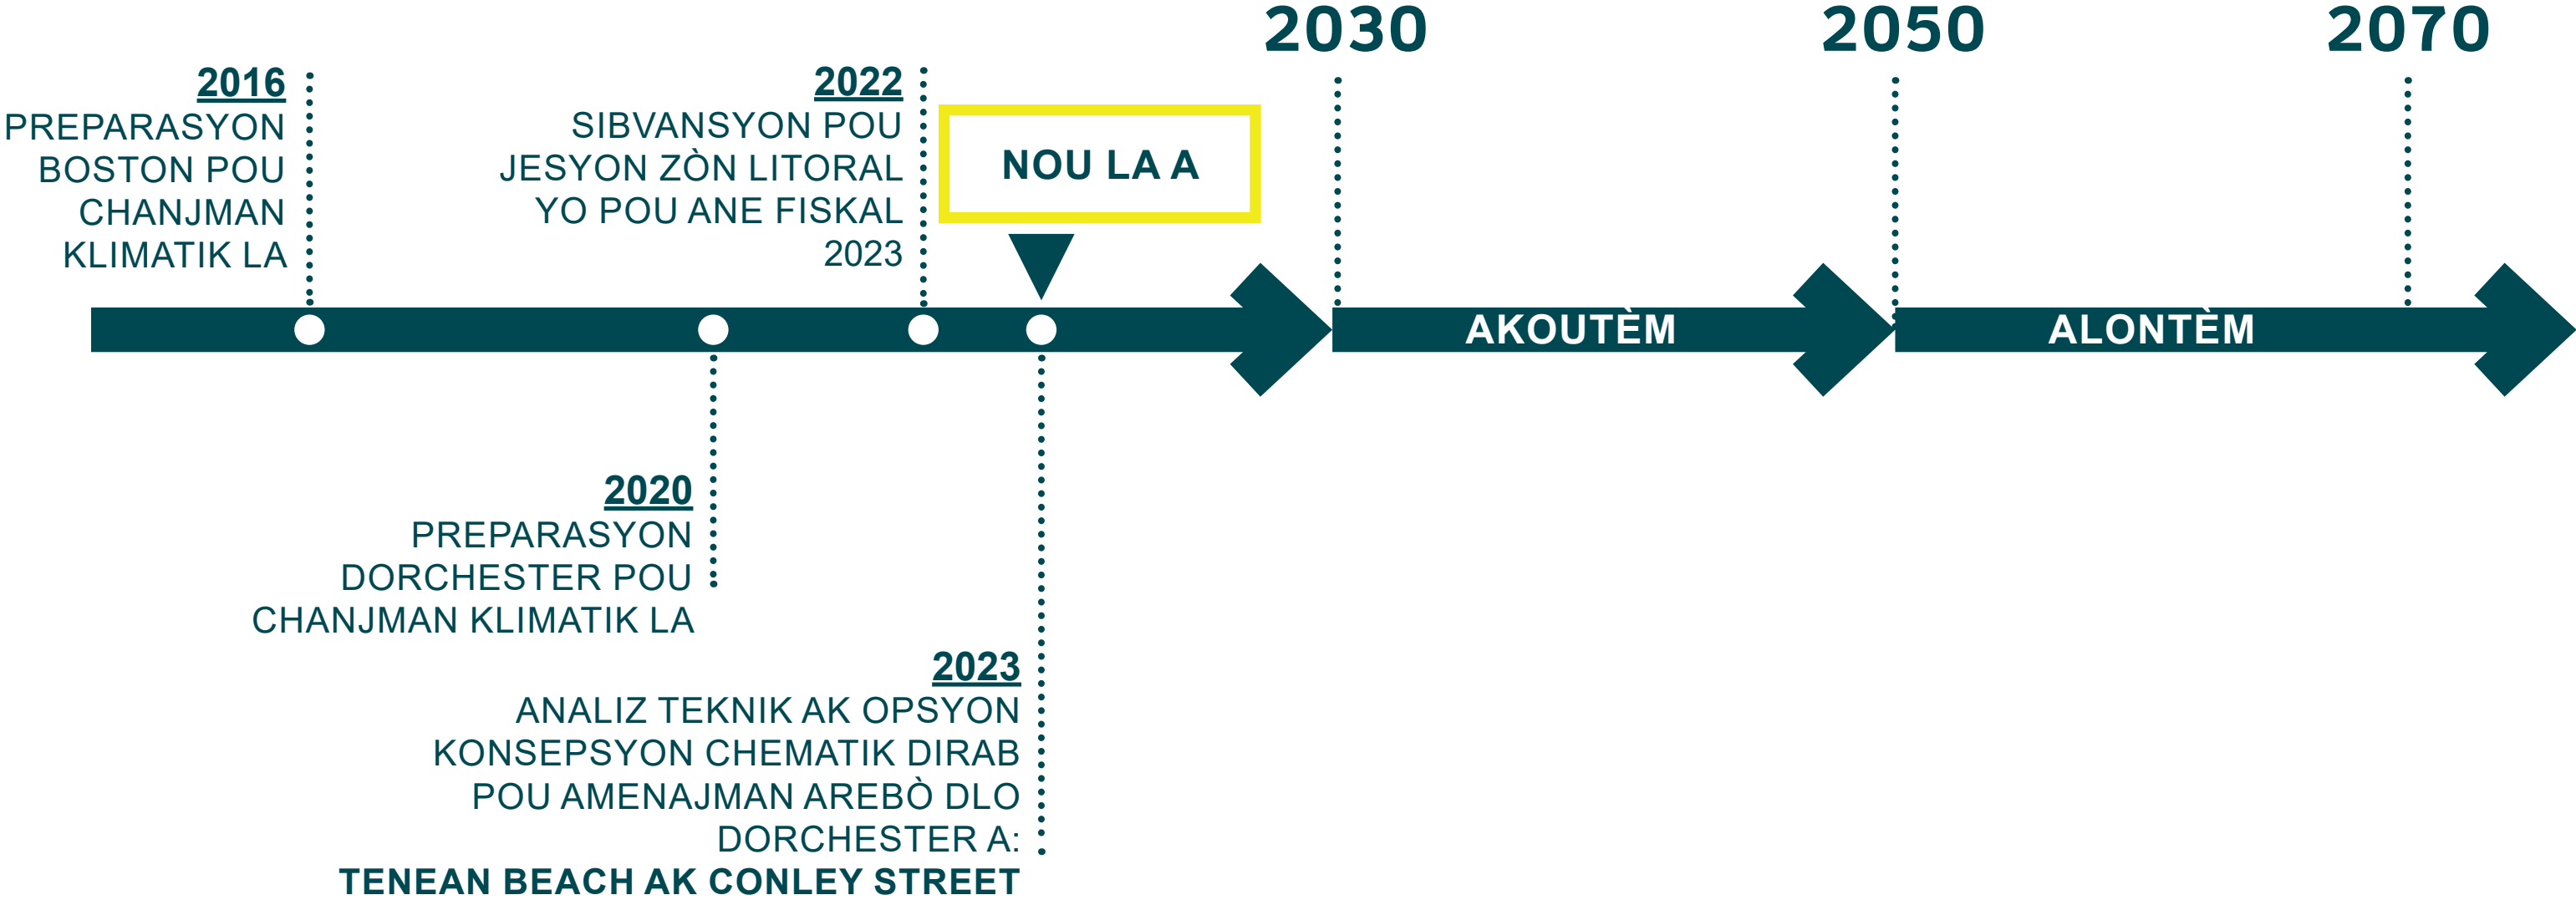 2030
2050
2070
2016
PREPARASYON
BOSTON POU
CHANJMAN
KLIMATIK LA
2022
SIBVANSYON POU
JESYON ZÒN LITORAL
YO POU ANE FISKAL
2023
NOU LA A
AKOUTÈM
ALONTÈM
2020
PREPARASYON
DORCHESTER POU
CHANJMAN KLIMATIK LA
2023
ANALIZ TEKNIK AK OPSYON
KONSEPSYON CHEMATIK DIRAB
POU AMENAJMAN AREBÒ DLO
DORCHESTER A:
TENEAN BEACH AK CONLEY STREET